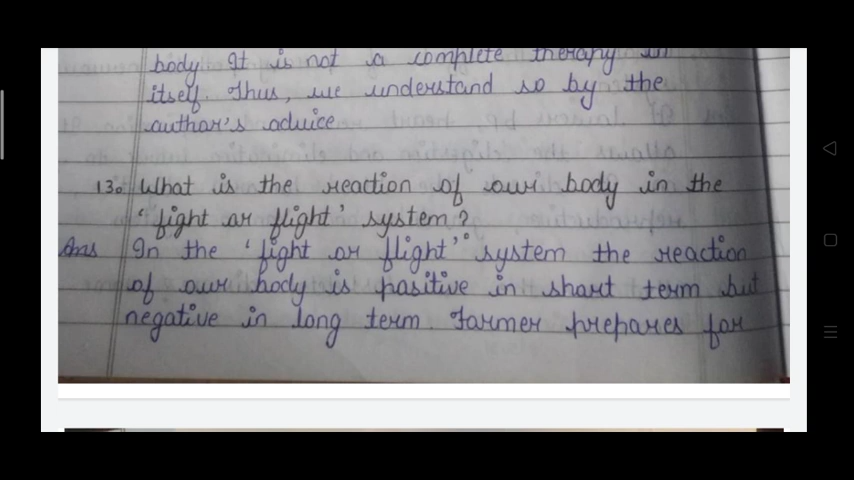 body. It is not a complete therapy in
itself. Thus, we understand so by the
author's advice
13. What is the reaction of our body in the
'fight or flight' system?
Ans In the 'fight or flight' system the reaction
of our body is positive in short term but
negative in long term. Farmer prepares for